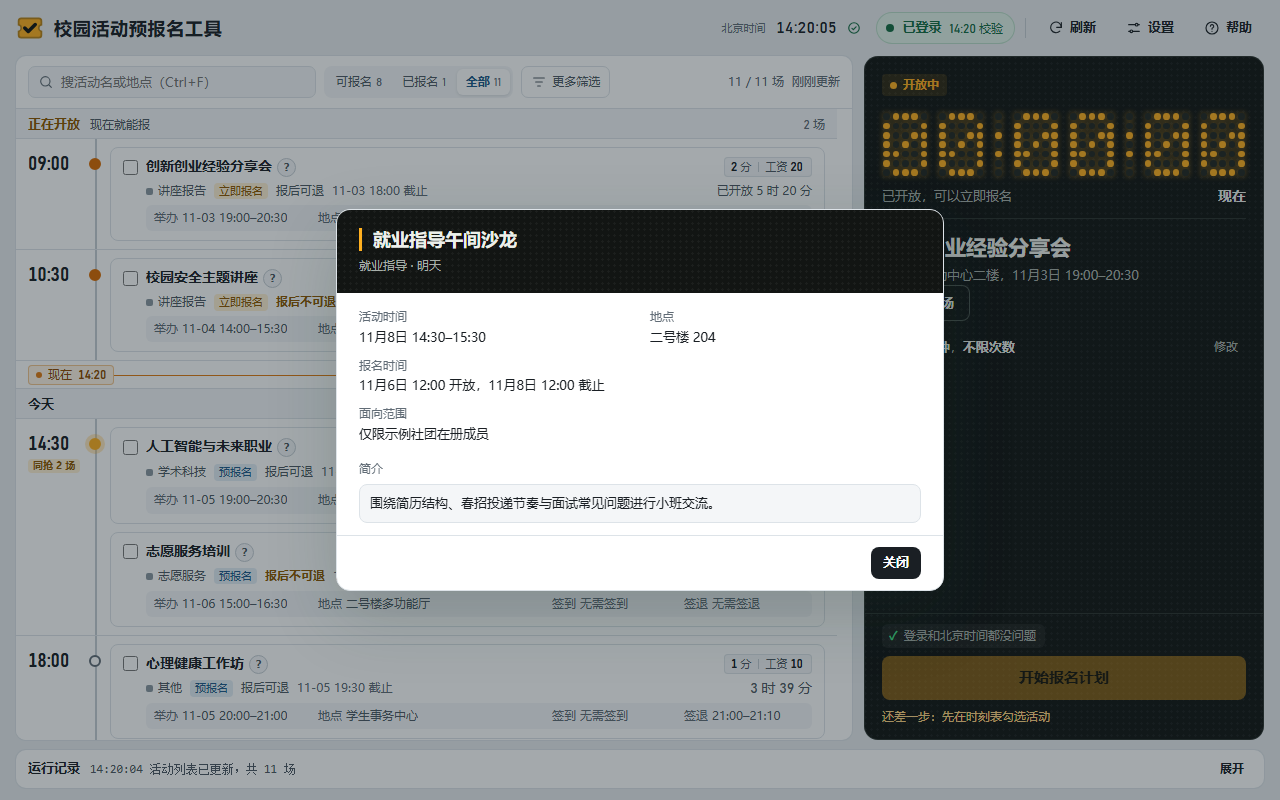 校园活动预报名工具
北京时间 14:20:05 已登录 14:20 校验 刷新 设置 帮助
搜活动名或地点（Ctrl+F） 可报名 8 已报名 1 全部 11 更多筛选 11 / 11 场 刚刚更新
正在开放 现在就能报 2 场
09:00 创新创业经验分享会 ? 2 分 工资 20
讲座报告 立即报名 报后可退 11-03 18:00 截止 已开放 5 时 20 分
举办 11-03 19:00–20:30 地点
10:30 校园安全主题讲座 ?
讲座报告 立即报名 报后不可退
举办 11-04 14:00–15:30 地点
现在 14:20
今天
14:30 人工智能与未来职业 ?
同抢 2 场
学术科技 预报名 报后可退 11
举办 11-05 19:00–20:30 地点
志愿服务培训 ?
志愿服务 预报名 报后不可退
举办 11-06 15:00–16:30 地点 二号楼多功能厅 签到 无需签到 签退 无需签退
18:00 心理健康工作坊 ? 1 分 工资 10
其他 预报名 报后可退 11-05 19:30 截止 3 时 39 分
举办 11-05 20:00–21:00 地点 学生事务中心 签到 无需签到 签退 21:00–21:10
就业指导午间沙龙
就业指导 · 明天
活动时间 地点
11月8日 14:30–15:30 二号楼 204
报名时间
11月6日 12:00 开放，11月8日 12:00 截止
面向范围
仅限示例社团在册成员
简介
围绕简历结构、春招投递节奏与面试常见问题进行小班交流。
关闭
开放中
00:00:00:00
已开放，可以立即报名 现在
业经验分享会
中心二楼，11月3日 19:00–20:30
场
，不限次数 修改
✓ 登录和北京时间都没问题
开始报名计划
还差一步：先在时刻表勾选活动
运行记录 14:20:04 活动列表已更新，共 11 场 展开